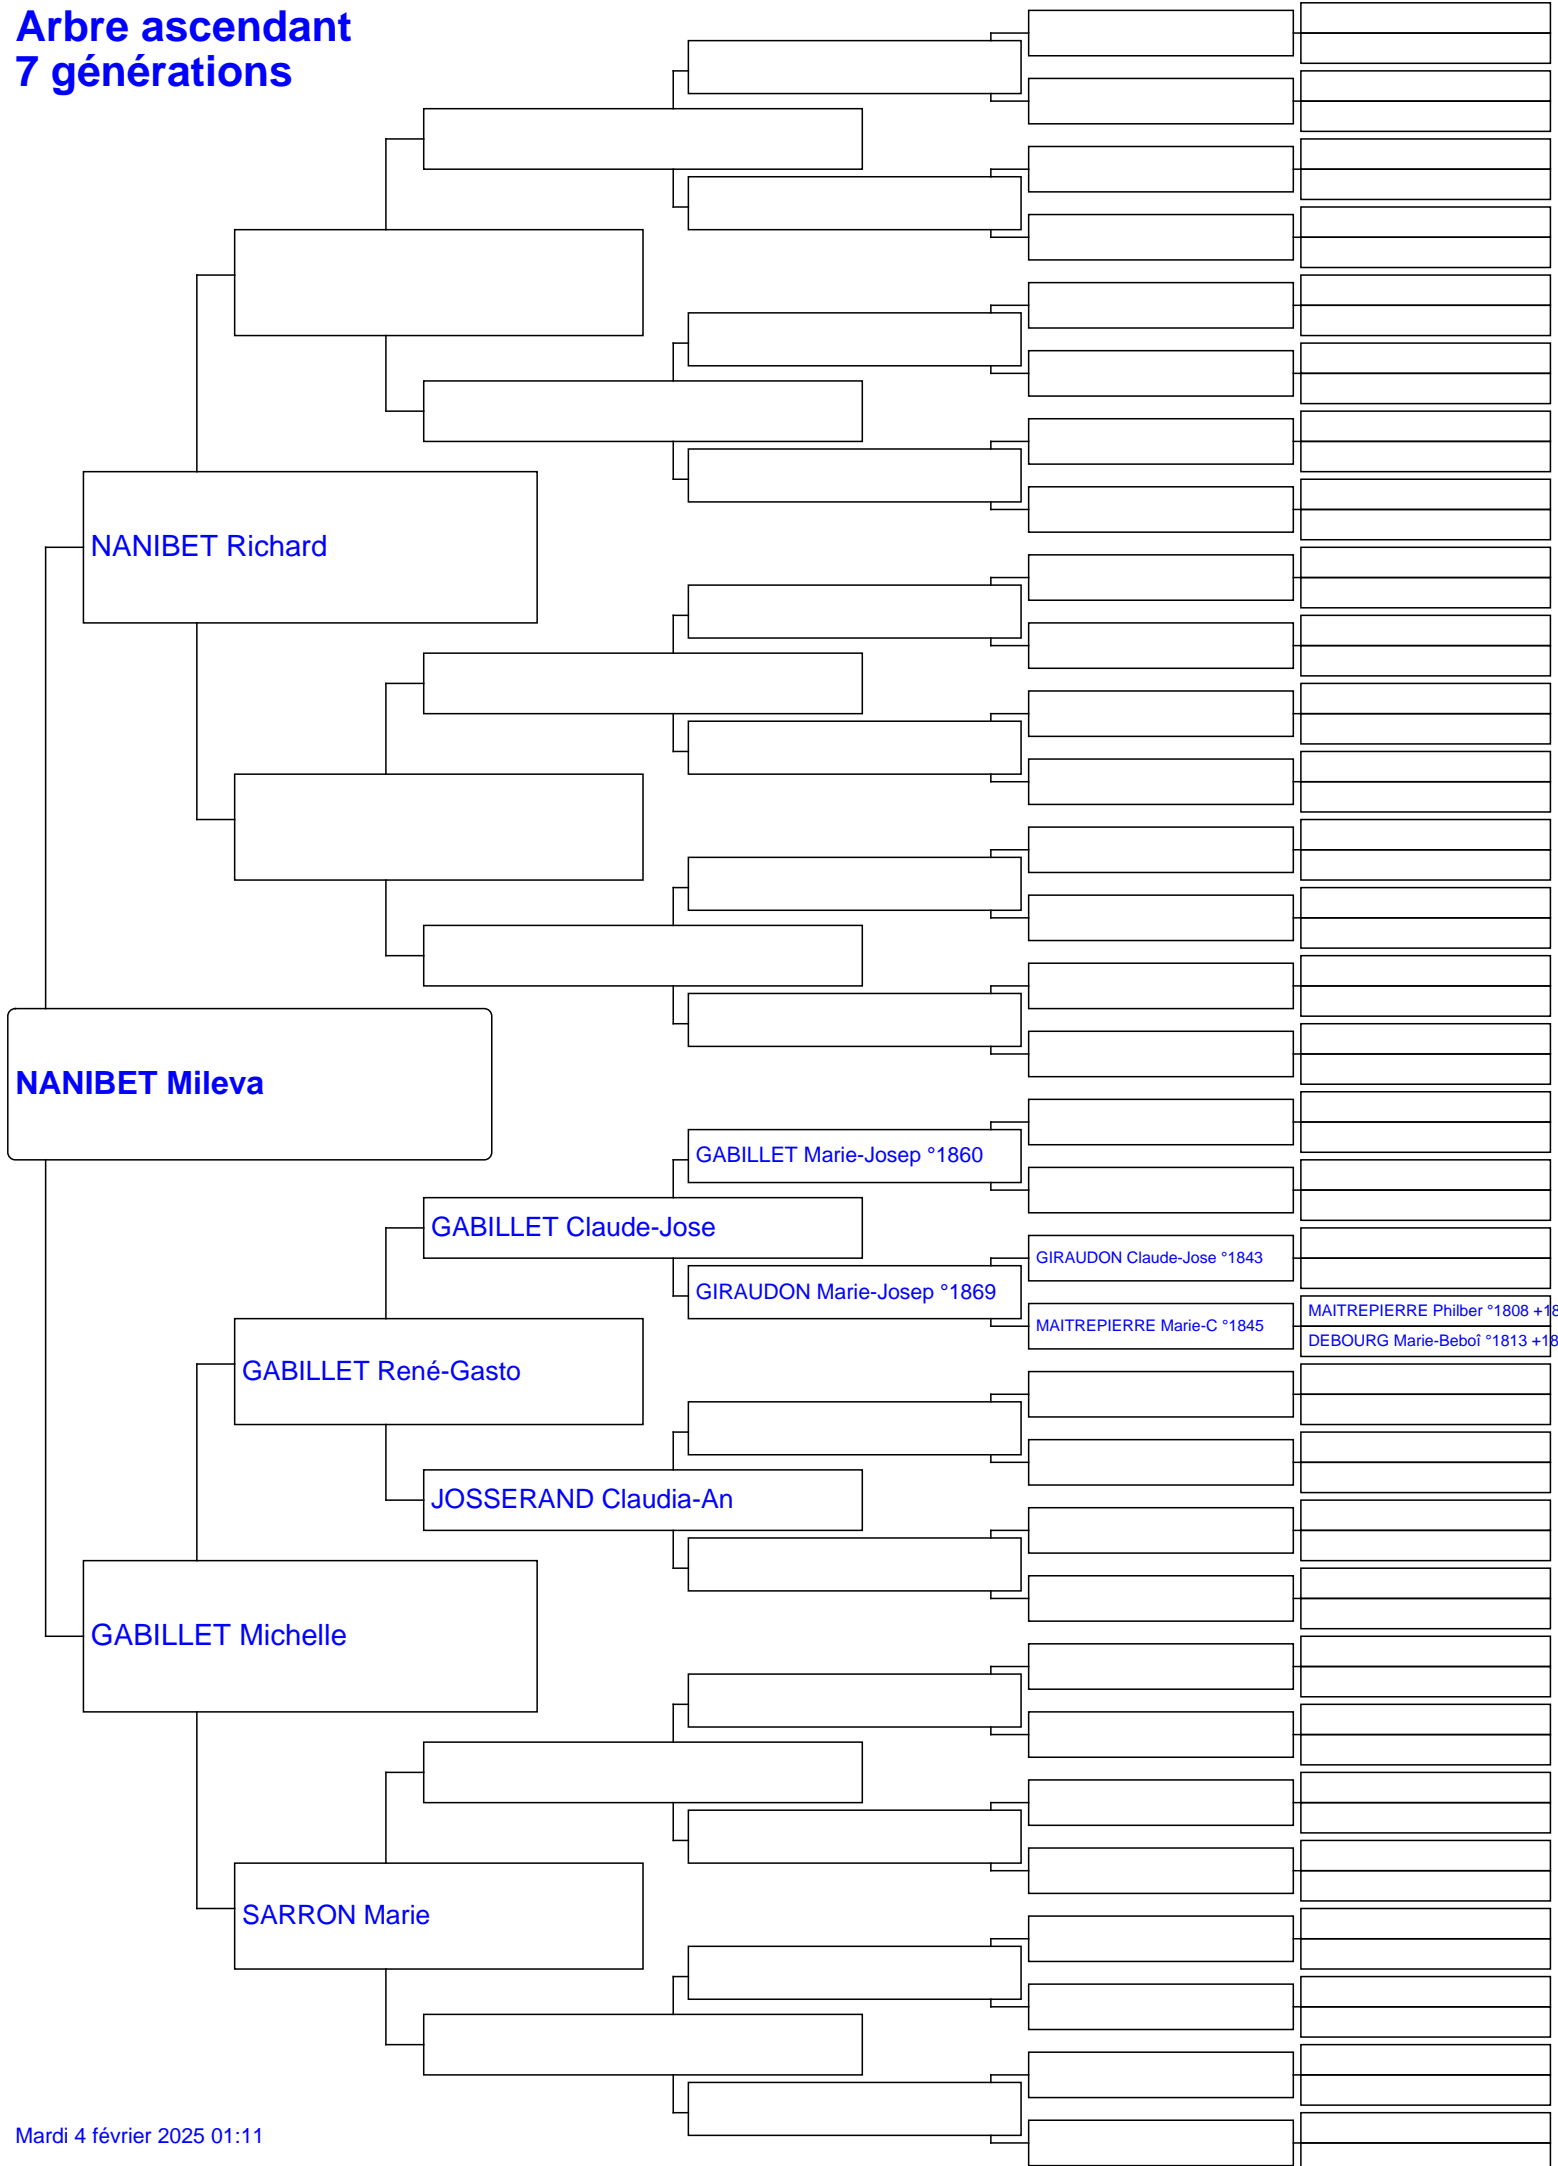 Arbre ascendant
7 générations
NANIBET Richard
NANIBET Mileva
GABILLET Marie-Josep °1860
GABILLET Claude-Jose
GIRAUDON Claude-Jose °1843
GIRAUDON Marie-Josep °1869
MAITREPIERRE Philber °1808 +18
MAITREPIERRE Marie-C °1845
DEBOURG Marie-Beboî °1813 +18
GABILLET René-Gasto
JOSSERAND Claudia-An
GABILLET Michelle
SARRON Marie
Mardi 4 février 2025 01:11